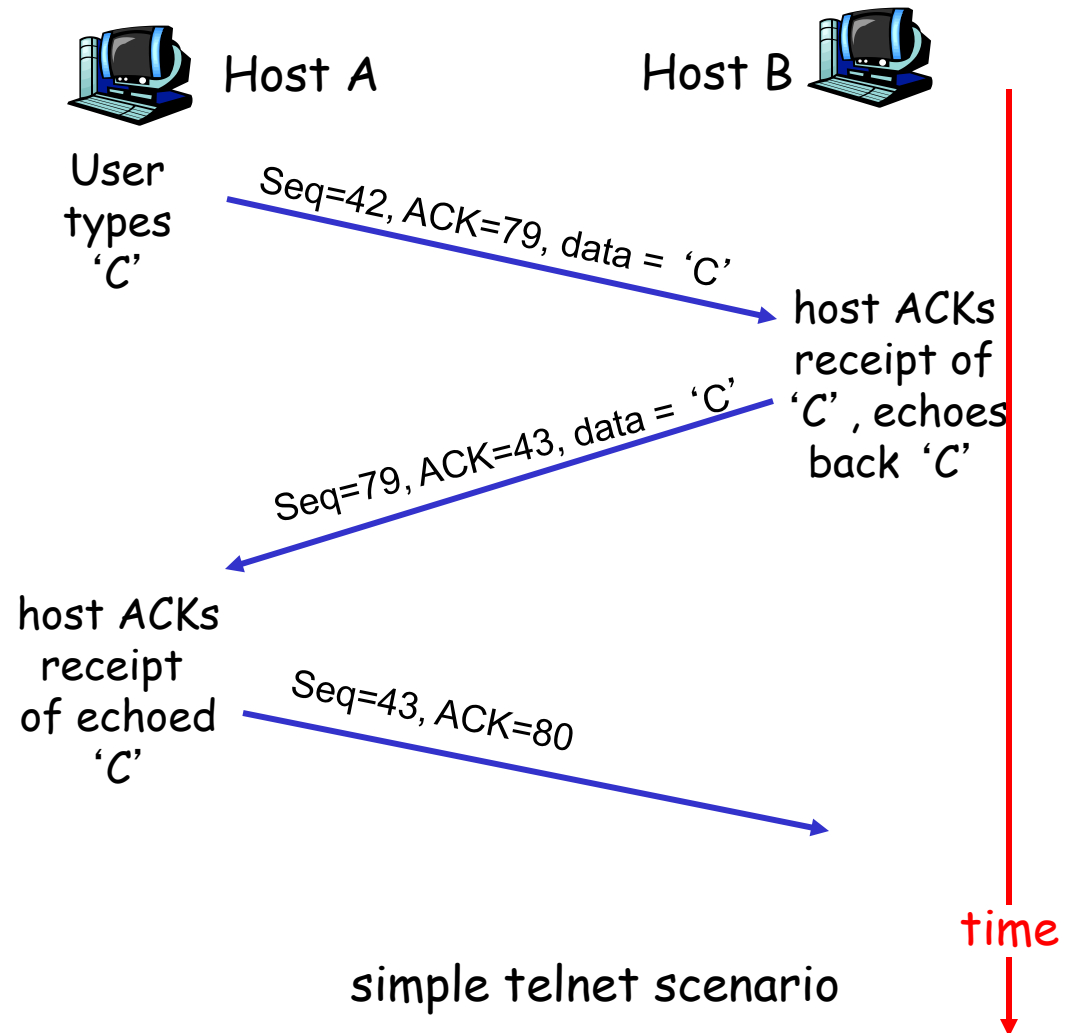 Host A
Host B
User
types
‘C’
Seq=42, ACK=79, data = ‘C’
host ACKs
receipt of
‘C’ , echoes
back ‘C’
Seq=79, ACK=43, data = ‘C’
host ACKs
receipt
of echoed
‘C’
Seq=43, ACK=80
time
simple telnet scenario